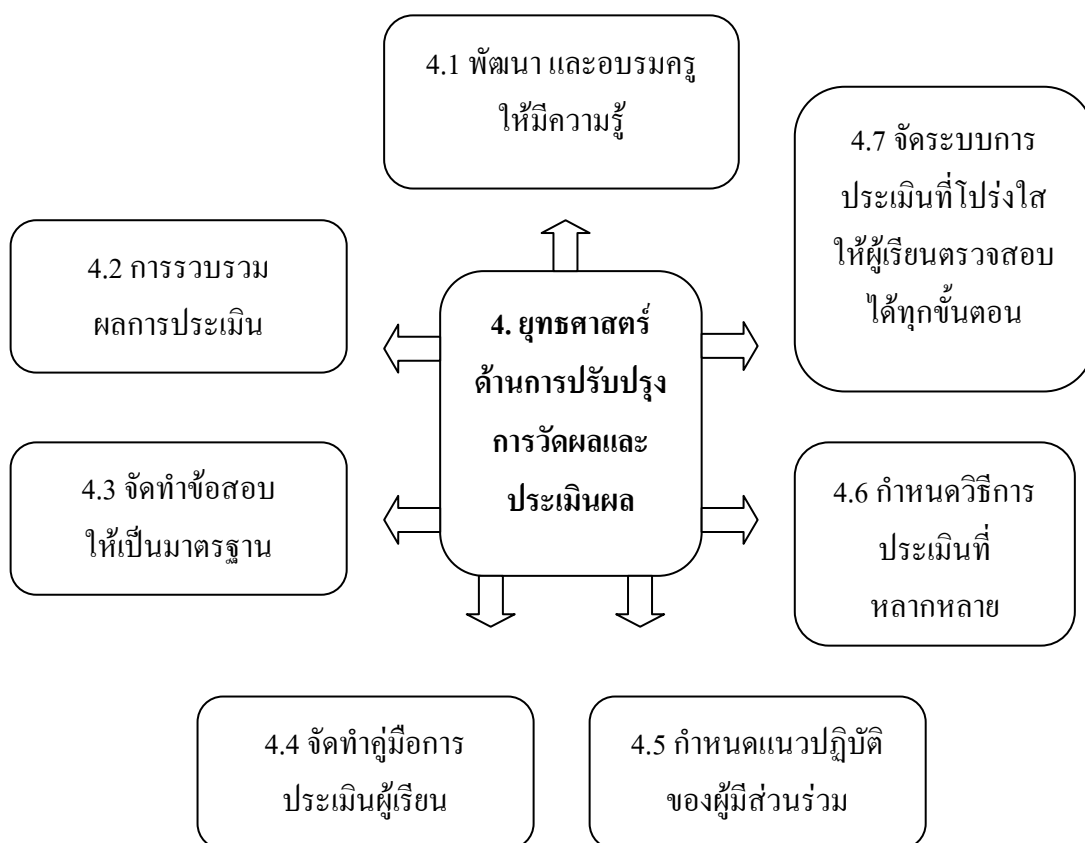 4.1 พัฒนา และอบรมครู
ให้มีความรู้
4.7 จัดระบบการ
ประเมินที่โปร่งใส
ให้ผู้เรียนตรวจสอบ
ได้ทุกขั้นตอน
4.2 การรวบรวม
ผลการประเมิน
4. ยุทธศาสตร์
ด้านการปรับปรุง
การวัดผลและ
ประเมินผล
4.3 จัดทำข้อสอบ
ให้เป็นมาตรฐาน
4.6 กำหนดวิธีการ
ประเมินที่
หลากหลาย
4.4 จัดทำคู่มือการ
ประเมินผู้เรียน
4.5 กำหนดแนวปฏิบัติ
ของผู้มีส่วนร่วม